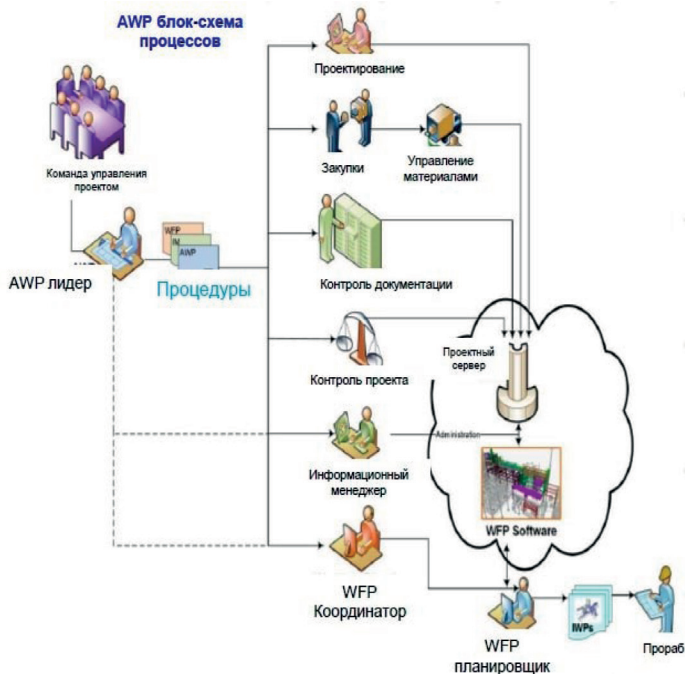 AWP блок-схема
процессов
Проектирование
Закупки
Управление
материалами
Команда управления
проектом
WFP
IM
AWP
AWP лидер
Процедуры
Контроль документации
Проектный
сервер
Контроль проекта
Administration
Информационный
менеджер
WFP Software
WFP
Координатор
IWPs
WFP
планировщик
Прораб